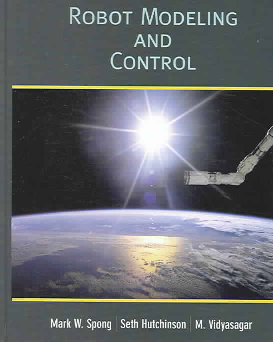 ROBOT MODELING
AND
CONTROL
Mark W. Spong | Seth Hutchinson | M. Vidyasagar